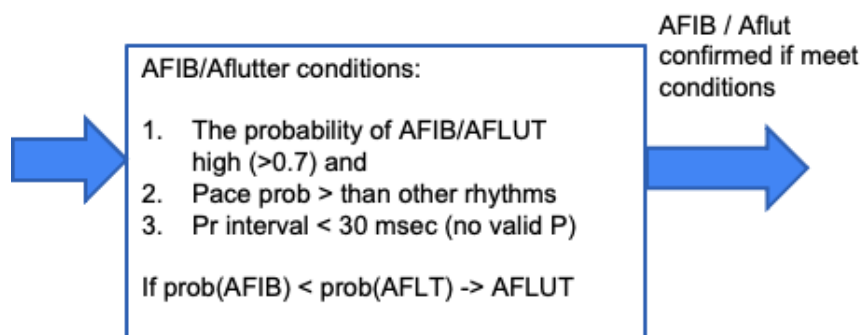 AFIB / Aflut
confirmed if meet
conditions
AFIB/Aflutter conditions:
1. The probability of AFIB/AFLUT
high (>0.7) and
2. Pace prob > than other rhythms
3. Pr interval < 30 msec (no valid P)
If prob(AFIB) < prob(AFLT) -> AFLUT